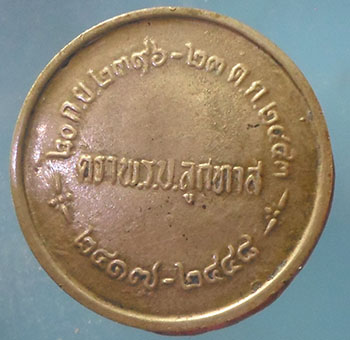 ๒๐ ก.ย. ๒๓๙๖ - ๒๓ ต.ค. ๒๔๕๓
ตราพ.ร.บ.ลูกทาส
๒๔๑๗ - ๒๔๔๘